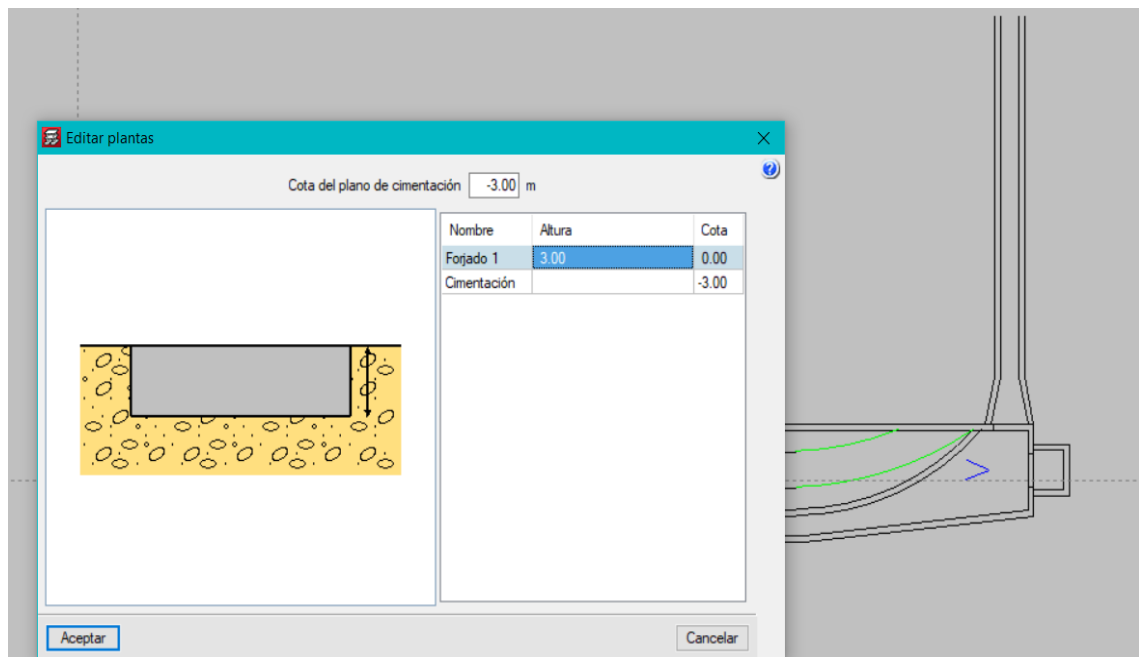 Editar plantas
Cota del plano de cimentación -3.00 m
Nombre Altura Cota
Forjado 1 3.00 0.00
Cimentación -3.00
Aceptar Cancelar